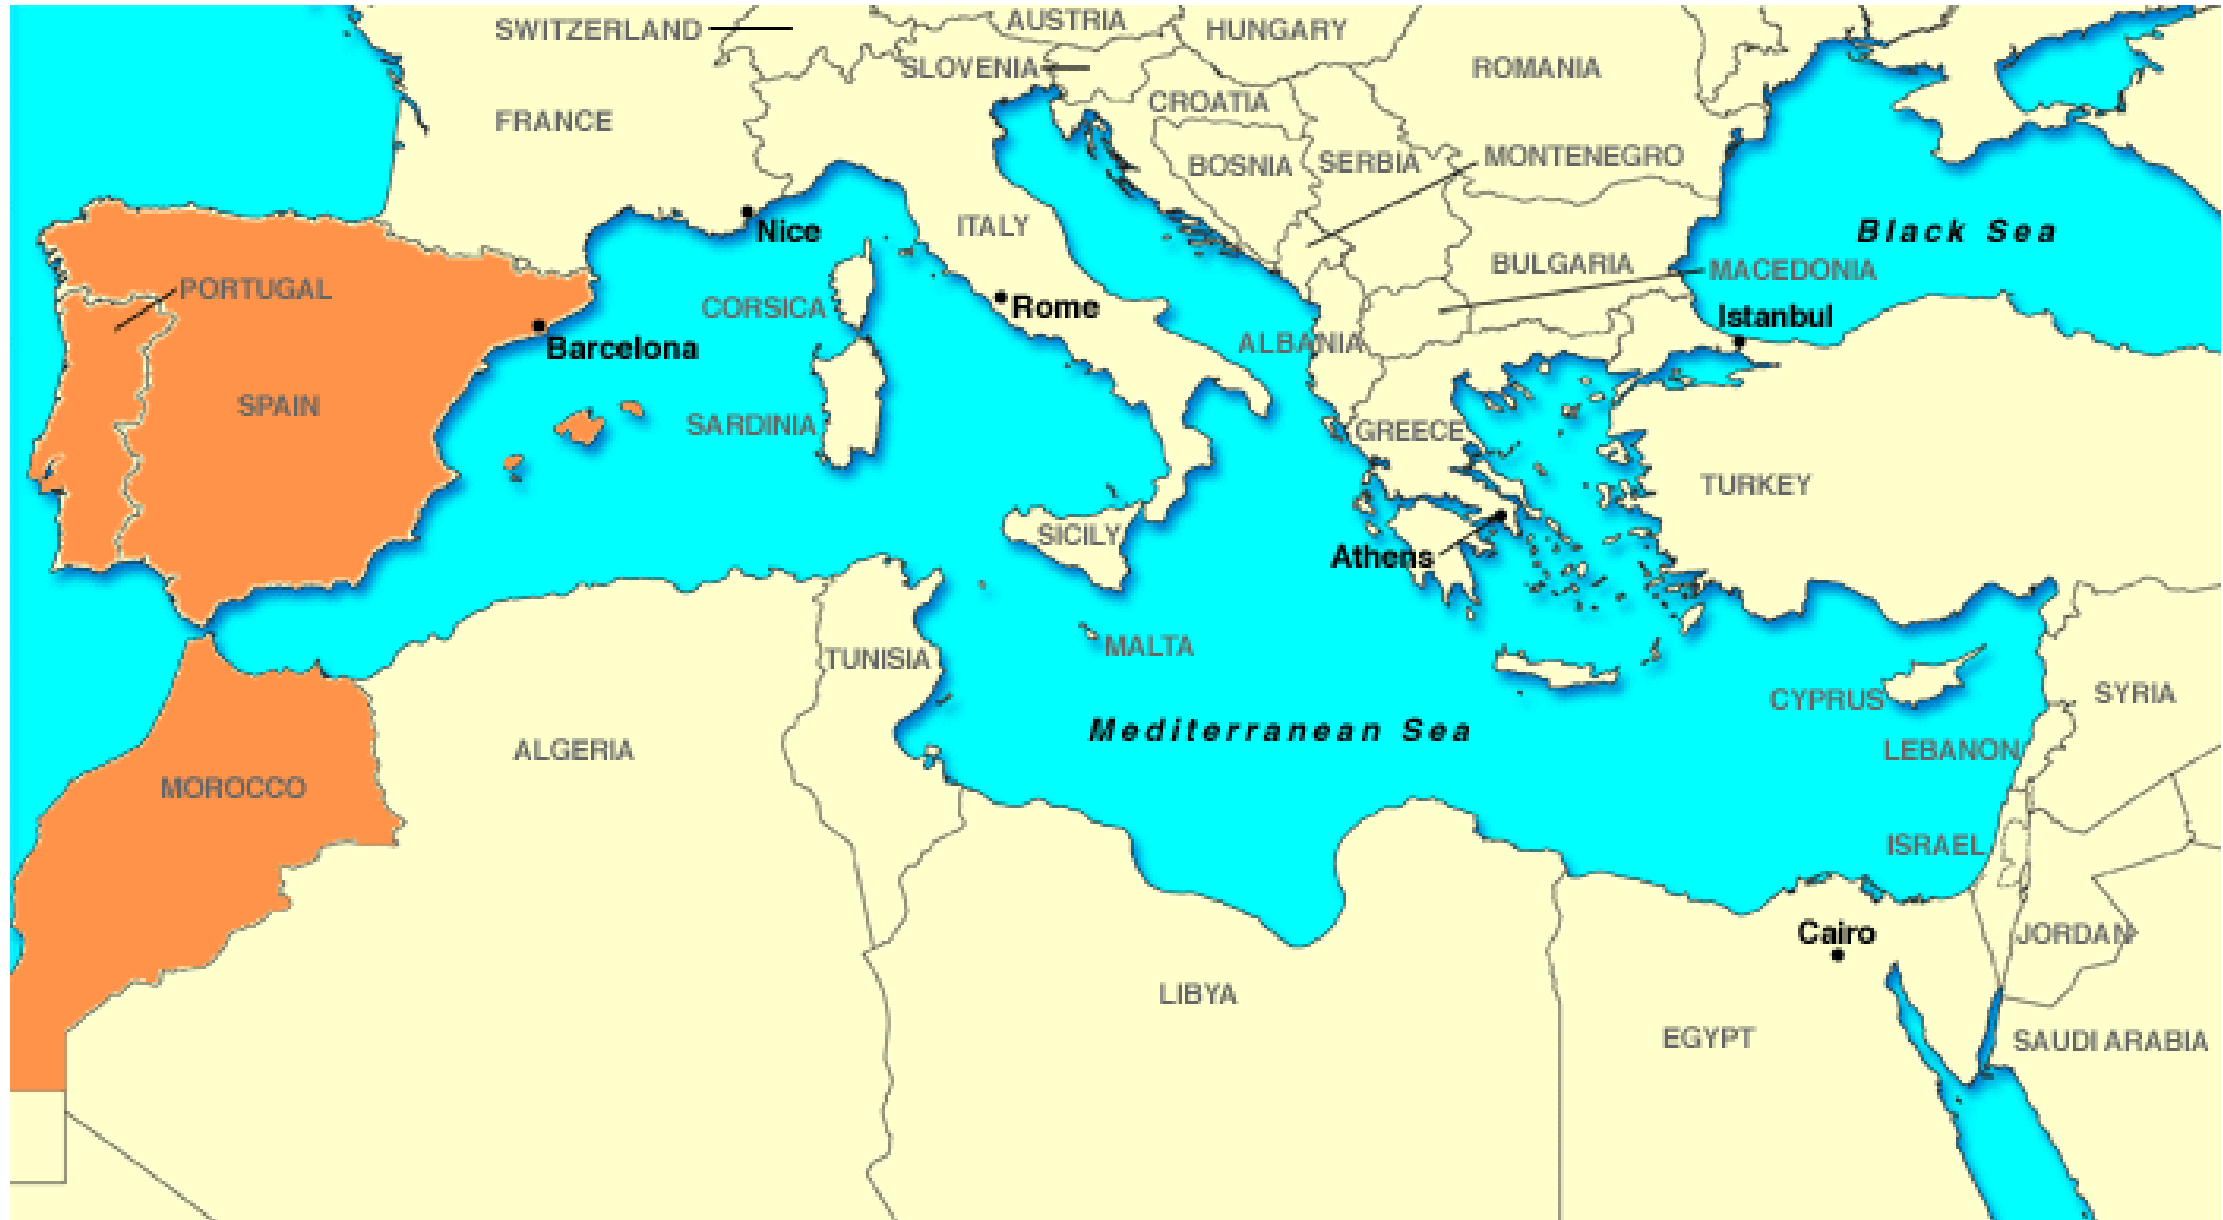 SWITZERLAND
AUSTRIA
HUNGARY
SLOVENIA
ROMANIA
FRANCE
CROATIA
BOSNIA
SERBIA
MONTENEGRO
Nice
ITALY
Black Sea
BULGARIA
MACEDONIA
PORTUGAL
CORSICA
Rome
Istanbul
Barcelona
ALBANIA
SPAIN
SARDINIA
GREECE
TURKEY
SICILY
Athens
MALTA
TUNISIA
CYPRUS
SYRIA
Mediterranean Sea
ALGERIA
LEBANON
MOROCCO
ISRAEL
Cairo
JORDAN
LIBYA
EGYPT
SAUDI ARABIA